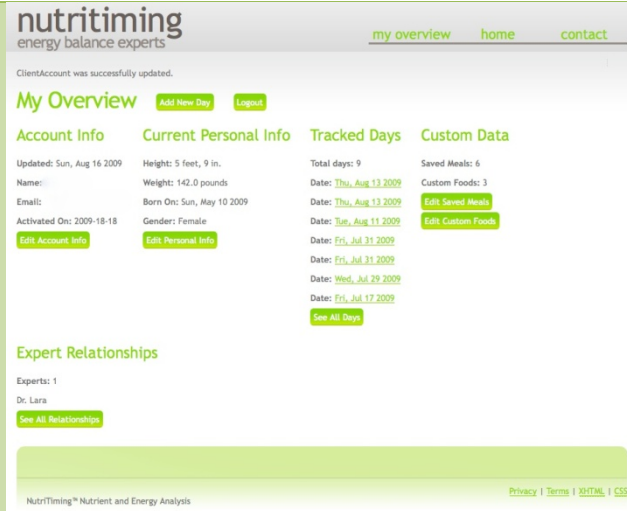 nutritiming
energy balance experts
my overview home contact
ClientAccount was successfully updated.
My Overview Add New Day Logout
Account Info
Updated: Sun, Aug 16 2009
Name:
Email:
Activated On: 2009-18-18
Edit Account Info
Current Personal Info
Height: 5 feet, 9 in.
Weight: 142.0 pounds
Born On: Sun, May 10 2009
Gender: Female
Edit Personal Info
Tracked Days
Total days: 9
Date: Thu, Aug 13 2009
Date: Thu, Aug 13 2009
Date: Tue, Aug 11 2009
Date: Fri, Jul 31 2009
Date: Fri, Jul 31 2009
Date: Wed, Jul 29 2009
Date: Fri, Jul 17 2009
See All Days
Custom Data
Saved Meals: 6
Custom Foods: 3
Edit Saved Meals
Edit Custom Foods
Expert Relationships
Experts: 1
Dr. Lara
See All Relationships
NutriTiming™ Nutrient and Energy Analysis
Privacy | Terms | XHTML | CSS